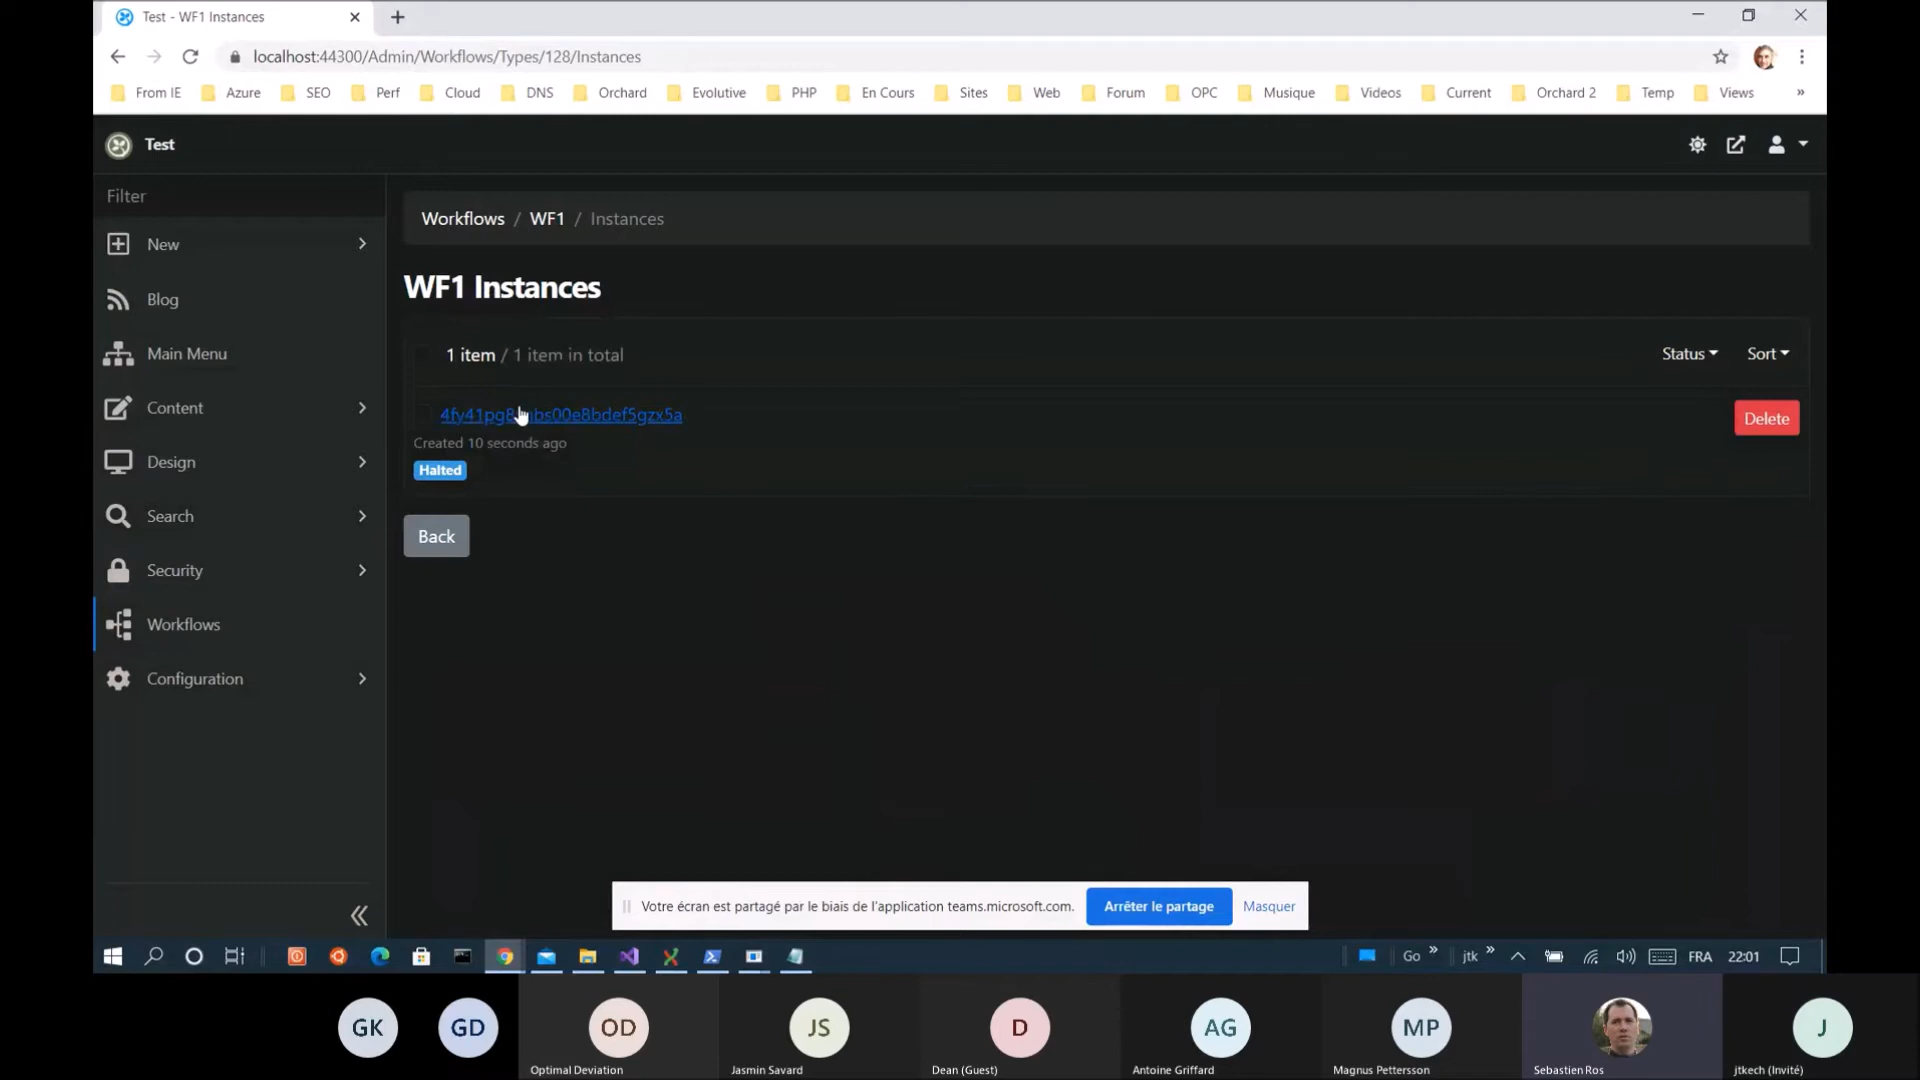 Test - WF1 Instances
localhost:44300/Admin/Workflows/Types/128/Instances
From IE Azure SEO Perf Cloud DNS Orchard Evolutive PHP En Cours Sites Web Forum OPC Musique Videos Current Orchard 2 Temp Views »
Test
Filter
New
Blog
Main Menu
Content
Design
Search
Security
Workflows
Configuration
Workflows / WF1 / Instances
WF1 Instances
1 item / 1 item in total
Status Sort
Created 10 seconds ago
Delete
Halted
Back
Votre écran est partagé par le biais de l'application teams.microsoft.com. Arrêter le partage Masquer
Go » jtk » FRA 22:01
GK GD OD JS D AG MP J
Optimal Deviation Jasmin Savard Dean (Guest) Antoine Griffard Magnus Pettersson Sebastien Ros jtkech (Invité)